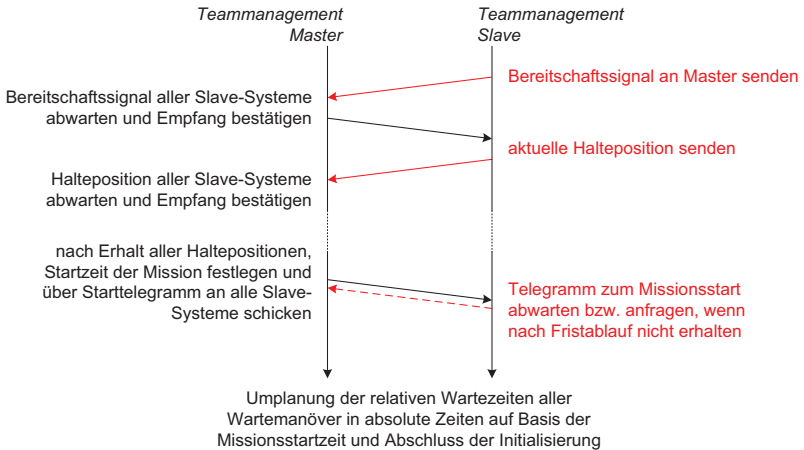 Teammanagement
Master
Teammanagement
Slave
Bereitschaftssignal an Master senden
Bereitschaftssignal aller Slave-Systeme
abwarten und Empfang bestätigen
aktuelle Halteposition senden
Halteposition aller Slave-Systeme
abwarten und Empfang bestätigen
nach Erhalt aller Haltepositionen,
Startzeit der Mission festlegen und
über Starttelegramm an alle Slave-
Systeme schicken
Telegramm zum Missionsstart
abwarten bzw. anfragen, wenn
nach Fristablauf nicht erhalten
Umplanung der relativen Wartezeiten aller
Wartemanöver in absolute Zeiten auf Basis der
Missionsstartzeit und Abschluss der Initialisierung